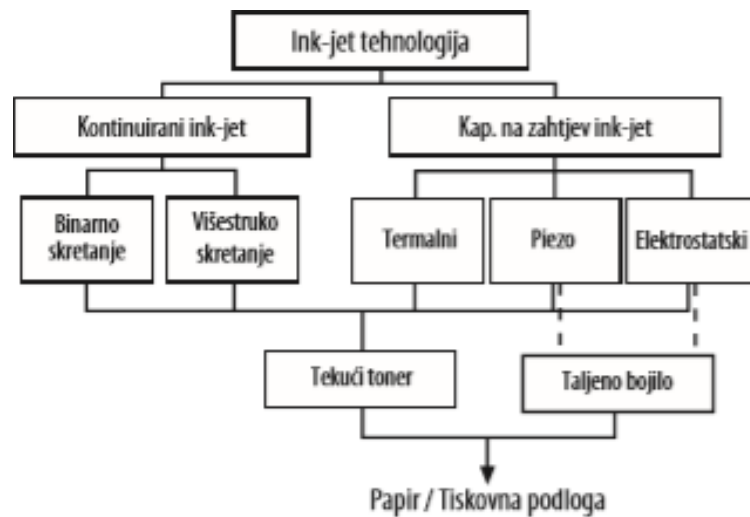 Ink-jet tehnologija
Kontinuirani ink-jet
Kap. na zahtjev ink-jet
Binarno
skretanje
Višestruko
skretanje
Termalni
Piezo
Elektrostatski
Tekući toner
Taljeno bojilo
Papir / Tiskovna podloga